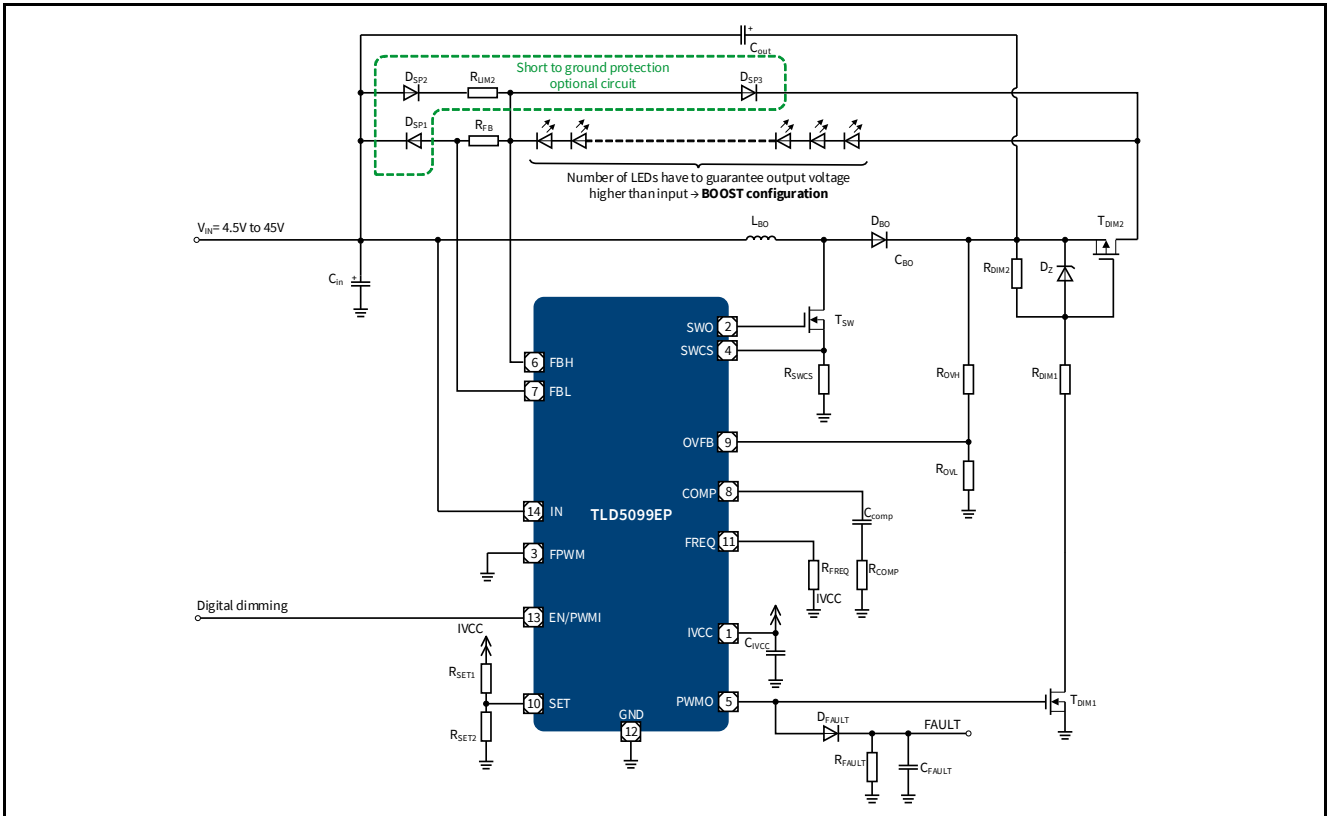 +
Cout
Short to ground protection
optional circuit
DSP2
RLIM2
DSP3
DSP1
RFB
Number of LEDs have to guarantee output voltage
higher than input → BOOST configuration
VIN= 4.5V to 45V
LBO
DBO
CBO
TDIM2
Cin
+
RDIM2
DZ
SWO
2
TSW
SWCS
4
6
FBH
RSWCS
ROVH
RDIM1
7
FBL
OVFB
9
ROVL
COMP
8
Ccomp
14
IN
TLD5099EP
FREQ
11
3
FPWM
RFREQ
RCOMP
IVCC
Digital dimming
13
EN/PWMI
IVCC
IVCC
1
CIVCC
RSET1
10
SET
PWMO
5
TDIM1
RSET2
GND
12
DFAULT
FAULT
RFAULT
CFAULT